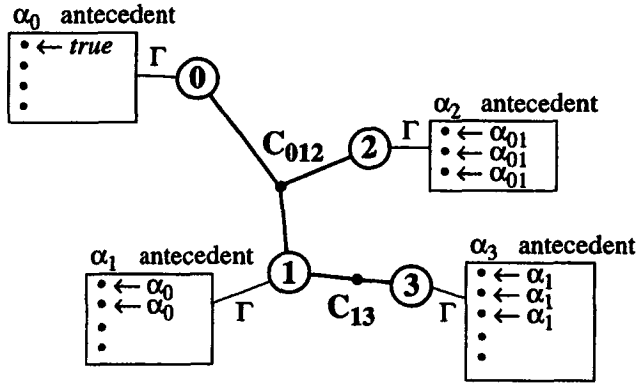 α₀ antecedent
• ← true
•
•
•
Γ
0
C₀₁₂
2
Γ
α₂ antecedent
• ← α₀₁
• ← α₀₁
• ← α₀₁
α₁ antecedent
• ← α₀
• ← α₀
•
•
Γ
1
C₁₃
3
Γ
α₃ antecedent
• ← α₁
• ← α₁
• ← α₁
•
•